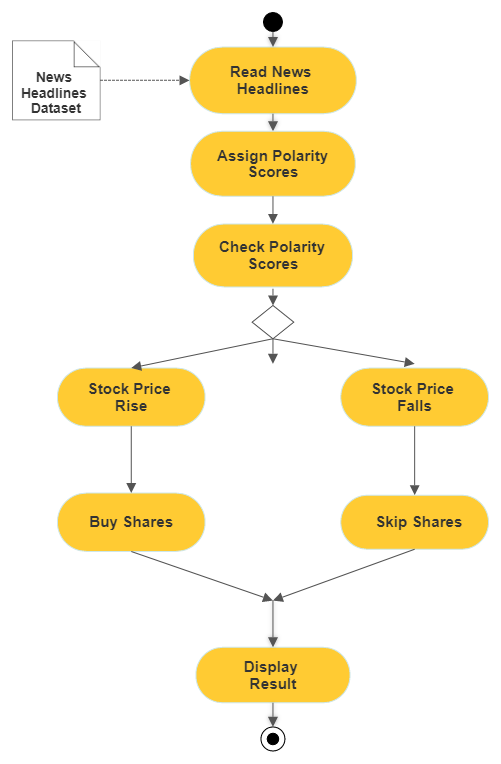 News
Headlines
Dataset
Read News
Headlines
Assign Polarity
Scores
Check Polarity
Scores
Stock Price
Rise
Stock Price
Falls
Buy Shares
Skip Shares
Display
Result